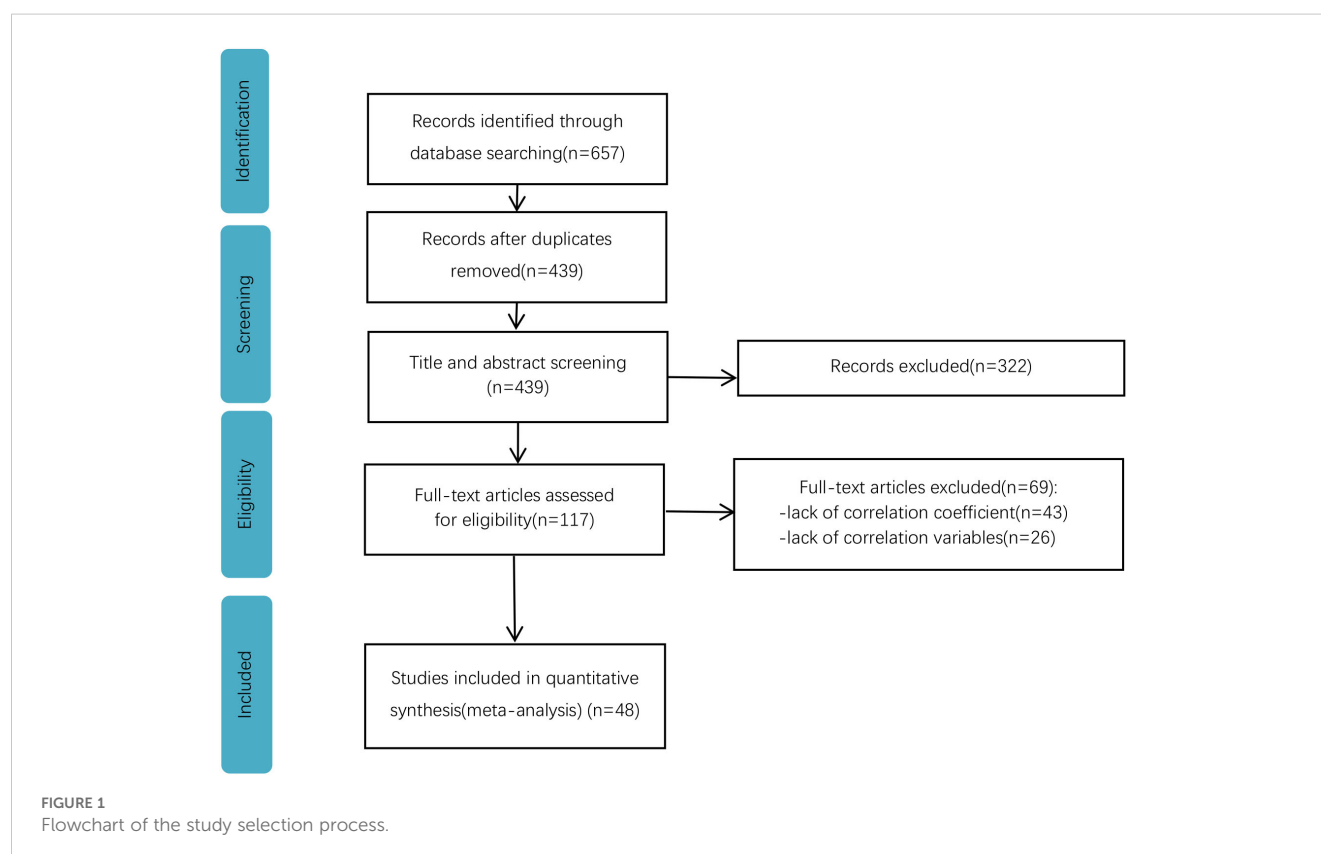 Identification
Records identified through
database searching(n=657)
Screening
Records after duplicates
removed(n=439)
Title and abstract screening
(n=439)
Records excluded(n=322)
Eligibility
Full-text articles assessed
for eligibility(n=117)
Full-text articles excluded(n=69):
-lack of correlation coefficient(n=43)
-lack of correlation variables(n=26)
Included
Studies included in quantitative
synthesis(meta-analysis) (n=48)
FIGURE 1
Flowchart of the study selection process.